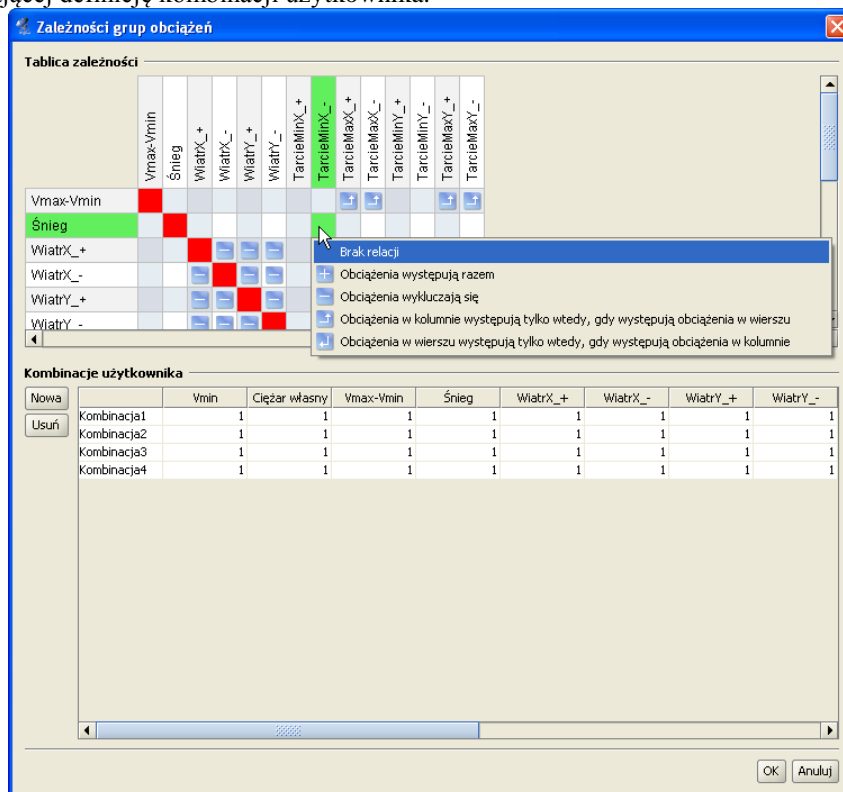 jącej definicję kombinacji użytkownika.
Zależności grup obciążeń
Tablica zależności
Vmax-Vmin
Śnieg
WiatrX_+
WiatrX_-
WiatrY_+
WiatrY_-
TarcieMinX_+
TarcieMinX_-
TarcieMaxX_+
TarcieMaxX_-
TarcieMinY_+
TarcieMinY_-
TarcieMaxY_+
TarcieMaxY_-
Vmax-Vmin
Śnieg
WiatrX_+
WiatrX_-
WiatrY_+
WiatrY_-
Brak relacji
Obciążenia występują razem
Obciążenia wykluczają się
Obciążenia w kolumnie występują tylko wtedy, gdy występują obciążenia w wierszu
Obciążenia w wierszu występują tylko wtedy, gdy występują obciążenia w kolumnie
Kombinacje użytkownika
Nowa
Usuń
Vmin Ciężar własny Vmax-Vmin Śnieg WiatrX_+ WiatrX_- WiatrY_+ WiatrY_-
Kombinacja1 1 1 1 1 1 1 1 1
Kombinacja2 1 1 1 1 1 1 1 1
Kombinacja3 1 1 1 1 1 1 1 1
Kombinacja4 1 1 1 1 1 1 1 1
OK Anuluj